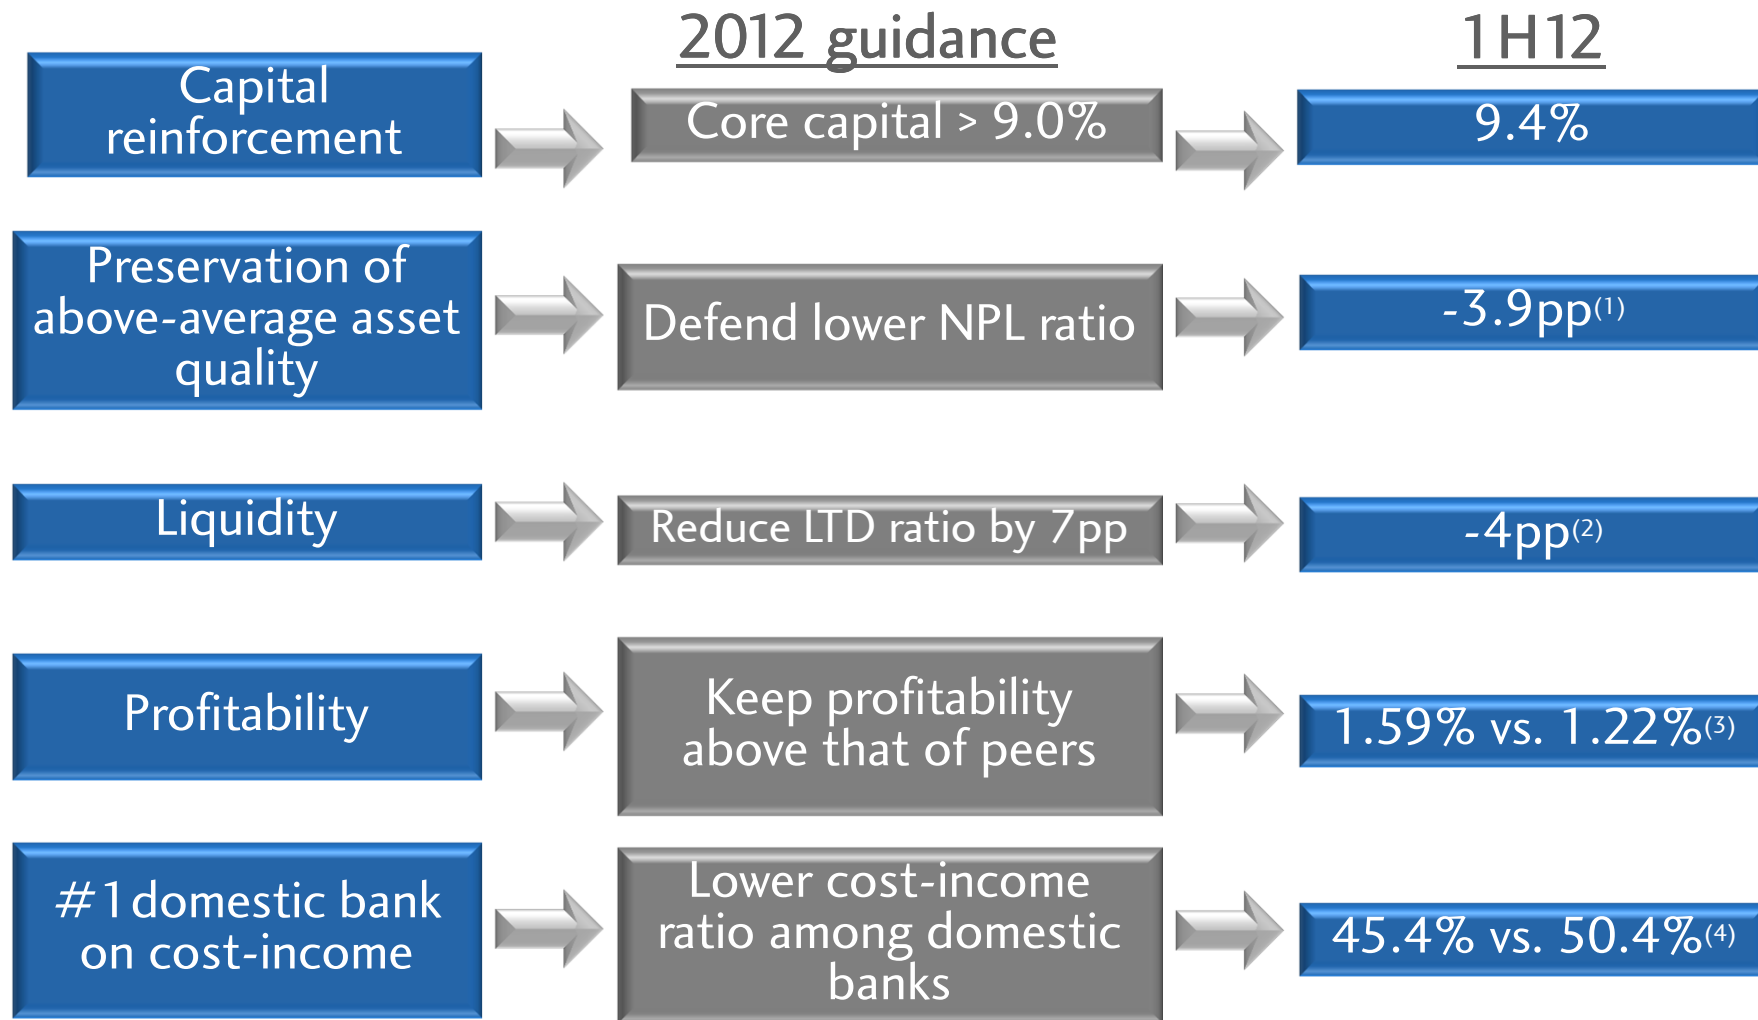 2012 guidance
1H12
Capital
reinforcement
Core capital > 9.0%
9.4%
Preservation of
above-average asset
quality
Defend lower NPL ratio
-3.9pp(1)
Liquidity
Reduce LTD ratio by 7pp
-4pp(2)
Profitability
Keep profitability
above that of peers
1.59% vs. 1.22%(3)
#1 domestic bank
on cost-income
Lower cost-income
ratio among domestic
banks
45.4% vs. 50.4%(4)